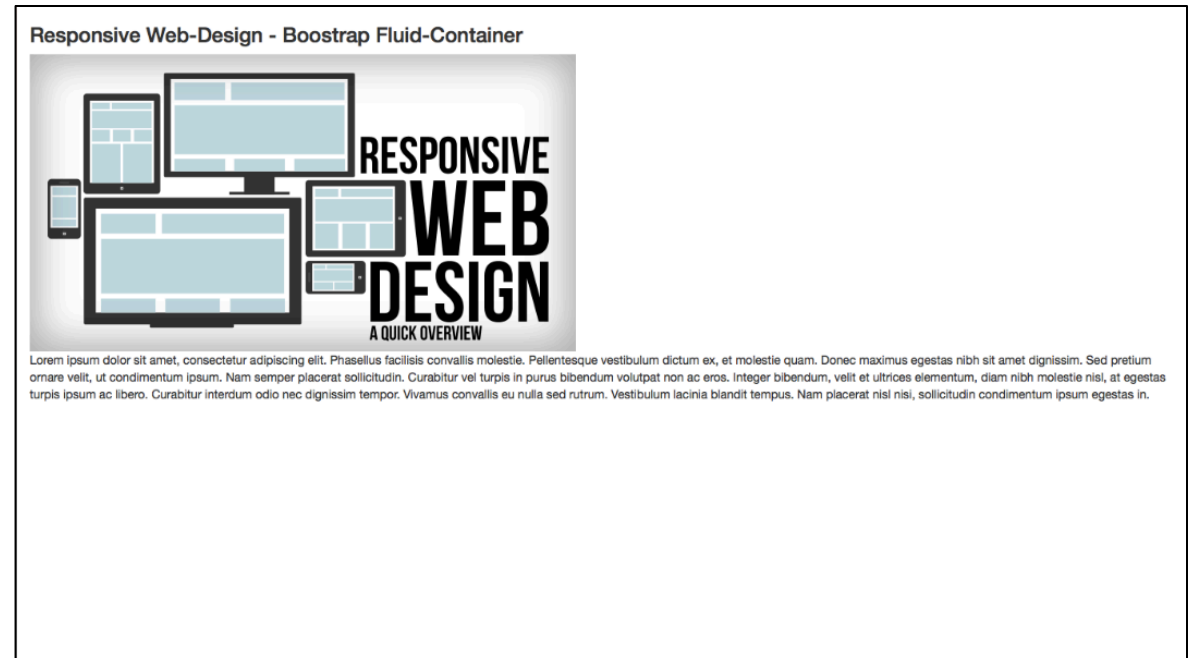 Responsive Web-Design - Boostrap Fluid-Container
RESPONSIVE
WEB
DESIGN
A QUICK OVERVIEW
Lorem ipsum dolor sit amet, consectetur adipiscing elit. Phasellus facilisis convallis molestie. Pellentesque vestibulum dictum ex, et molestie quam. Donec maximus egestas nibh sit amet dignissim. Sed pretium
ornare velit, ut condimentum ipsum. Nam semper placerat sollicitudin. Curabitur vel turpis in purus bibendum volutpat non ac eros. Integer bibendum, velit et ultrices elementum, diam nibh molestie nisl, at egestas
turpis ipsum ac libero. Curabitur interdum odio nec dignissim tempor. Vivamus convallis eu nulla sed rutrum. Vestibulum lacinia blandit tempus. Nam placerat nisl nisi, sollicitudin condimentum ipsum egestas in.